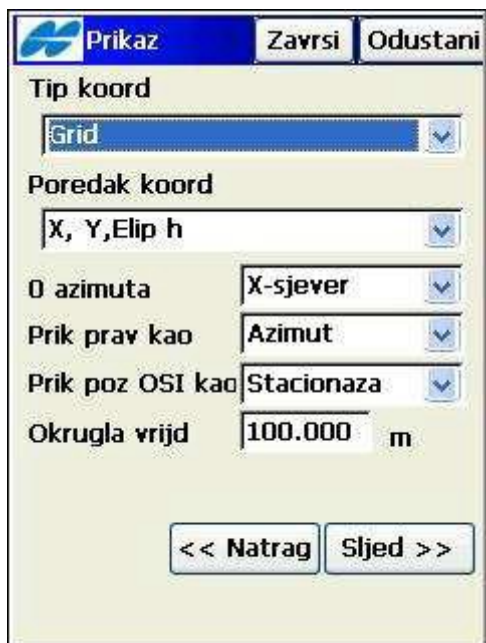 Prikaz Zavrsi Odustani
Tip koord
Grid
Poredak koord
X, Y,Elip h
0 azimuta X-sjever
Prik prav kao Azimut
Prik poz OSI kao Stacionaza
Okrugla vrijd 100.000 m
<< Natrag Sljed >>